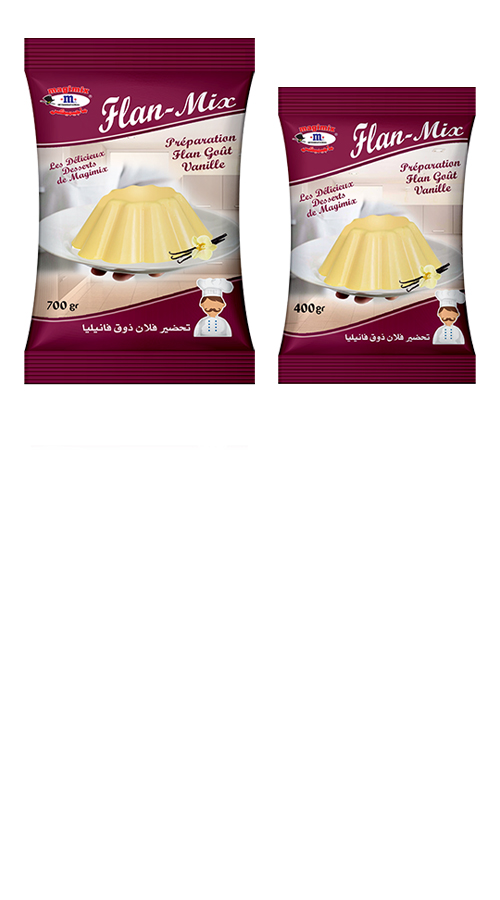 magimix
m
Flan-Mix
Préparation
Flan Goût
Vanille
Les Délicieux
Desserts
de Magimix
700 gr
تحضير فلان ذوق فانيليا
magimix
m
Flan-Mix
Préparation
Flan Goût
Vanille
Les Délicieux
Desserts
de Magimix
400 gr
تحضير فلان ذوق فانيليا